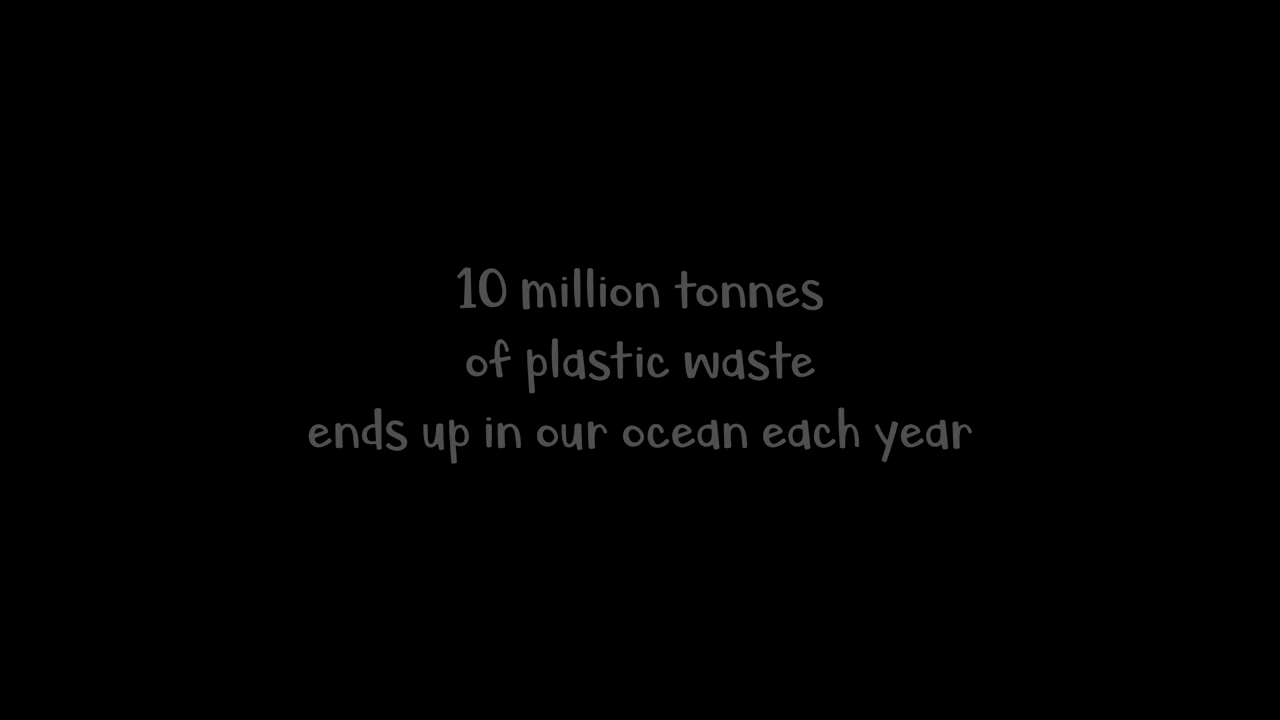 10 million tonnes
of plastic waste
ends up in our ocean each year